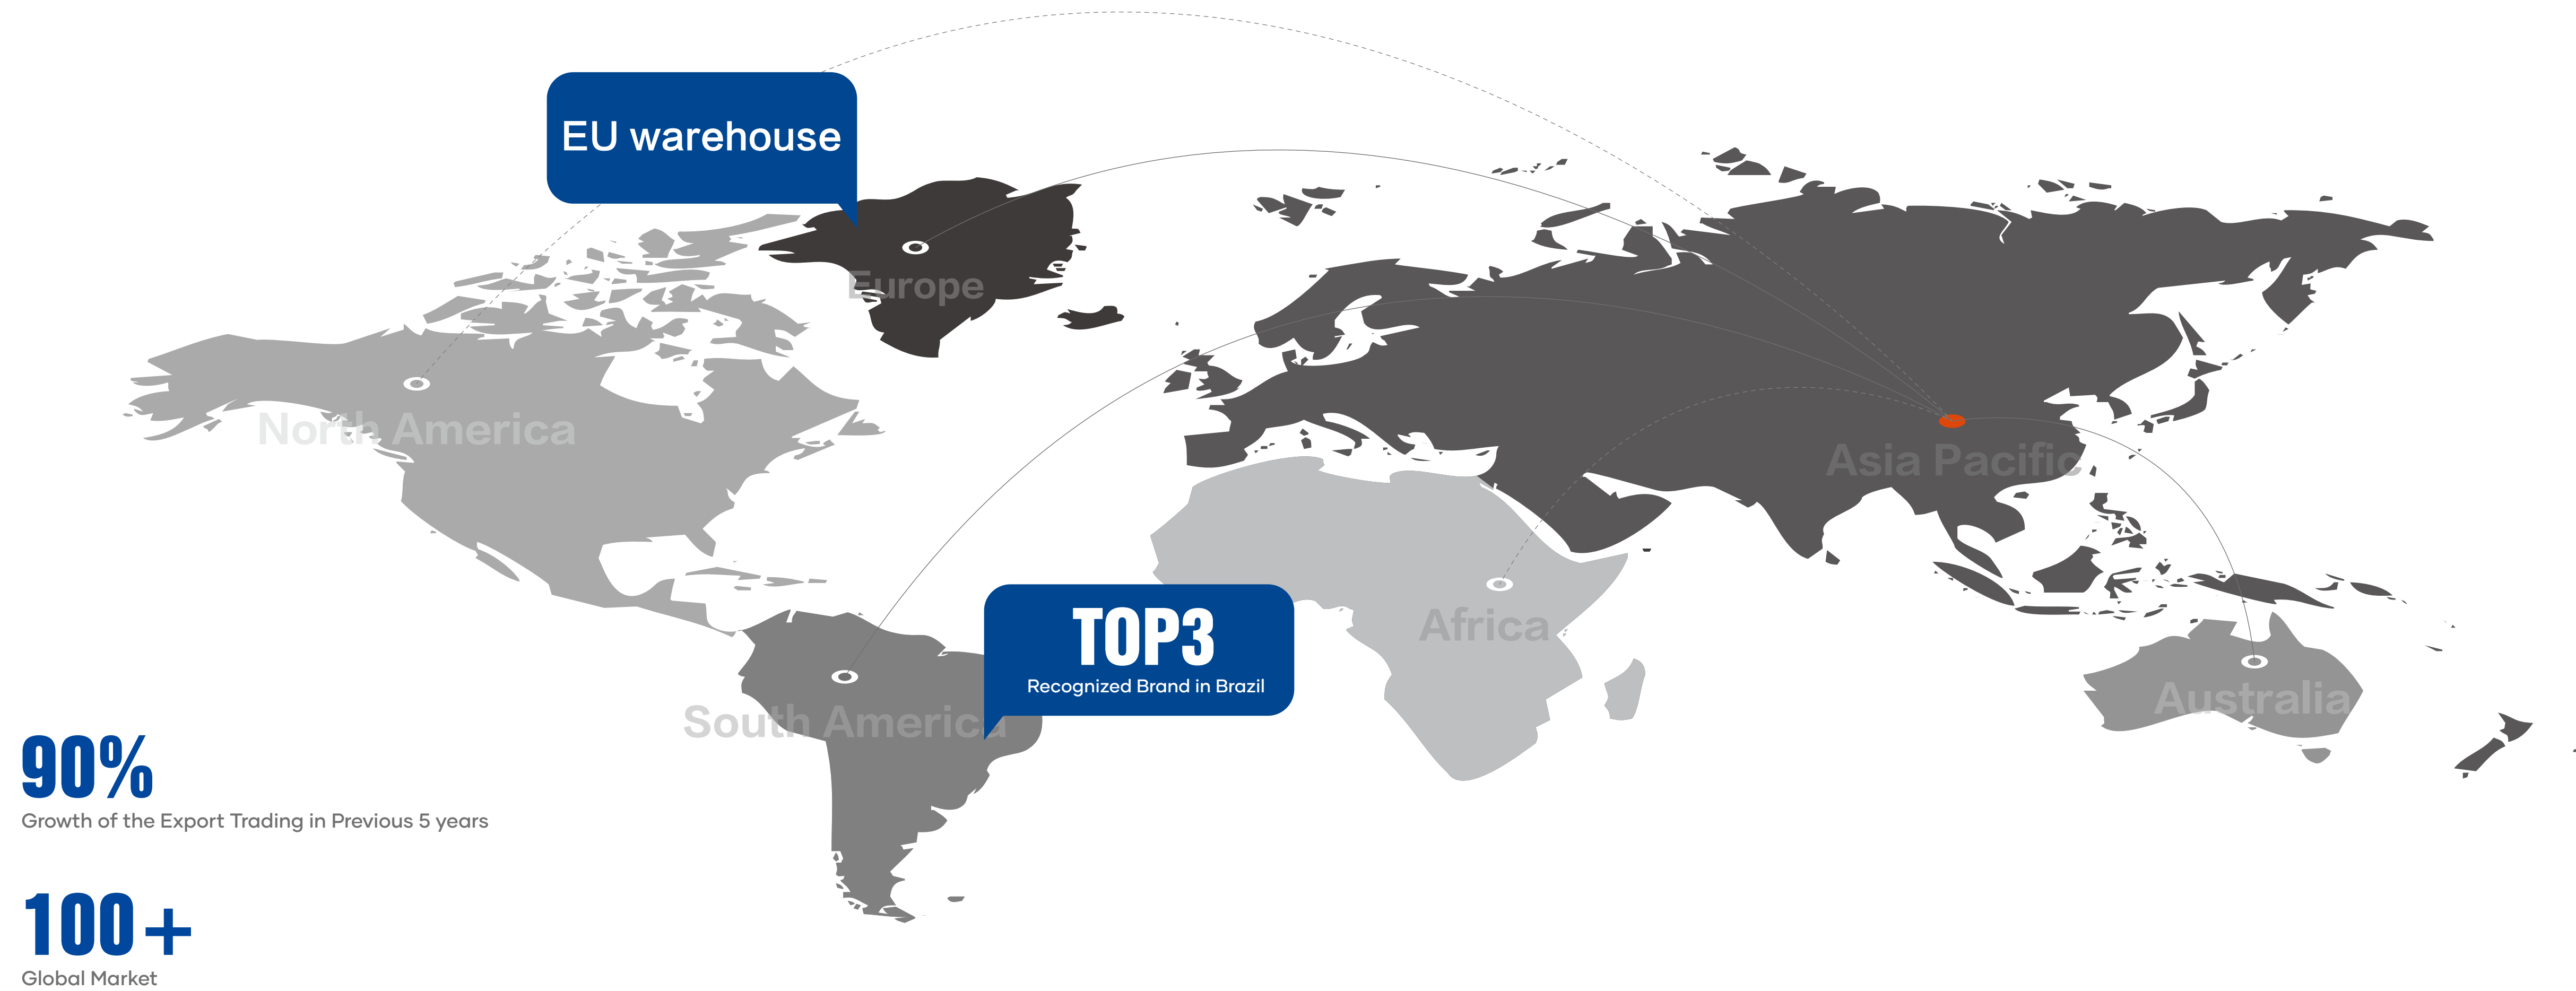 EU warehouse
Europe
North America
Asia Pacific
TOP3
Recognized Brand in Brazil
Africa
South America
Australia
90%
Growth of the Export Trading in Previous 5 years
100+
Global Market